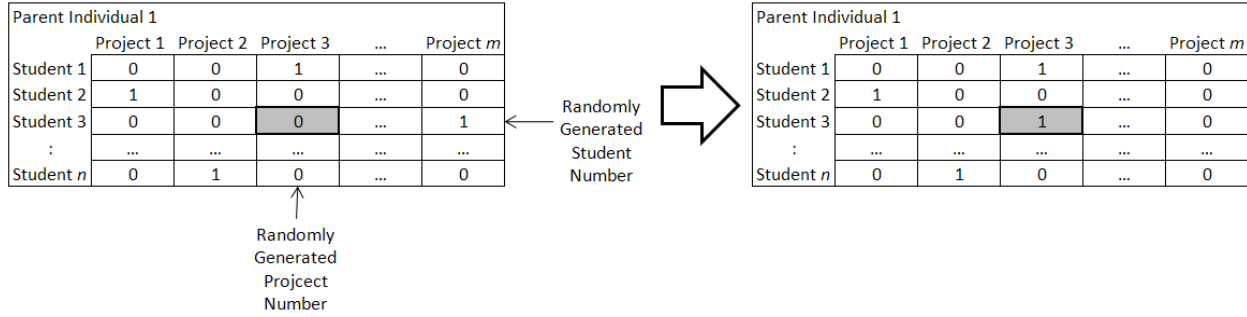 Parent Individual 1
Project 1 Project 2 Project 3 ... Project m
Student 1 0 0 1 ... 0
Student 2 1 0 0 ... 0
Student 3 0 0 0 ... 1
: ... ... ... ... ...
Student n 0 1 0 ... 0
Randomly
Generated
Student
Number
Randomly
Generated
Projcect
Number
Parent Individual 1
Project 1 Project 2 Project 3 ... Project m
Student 1 0 0 1 ... 0
Student 2 1 0 0 ... 0
Student 3 0 0 1 ... 0
: ... ... ... ... ...
Student n 0 1 0 ... 0